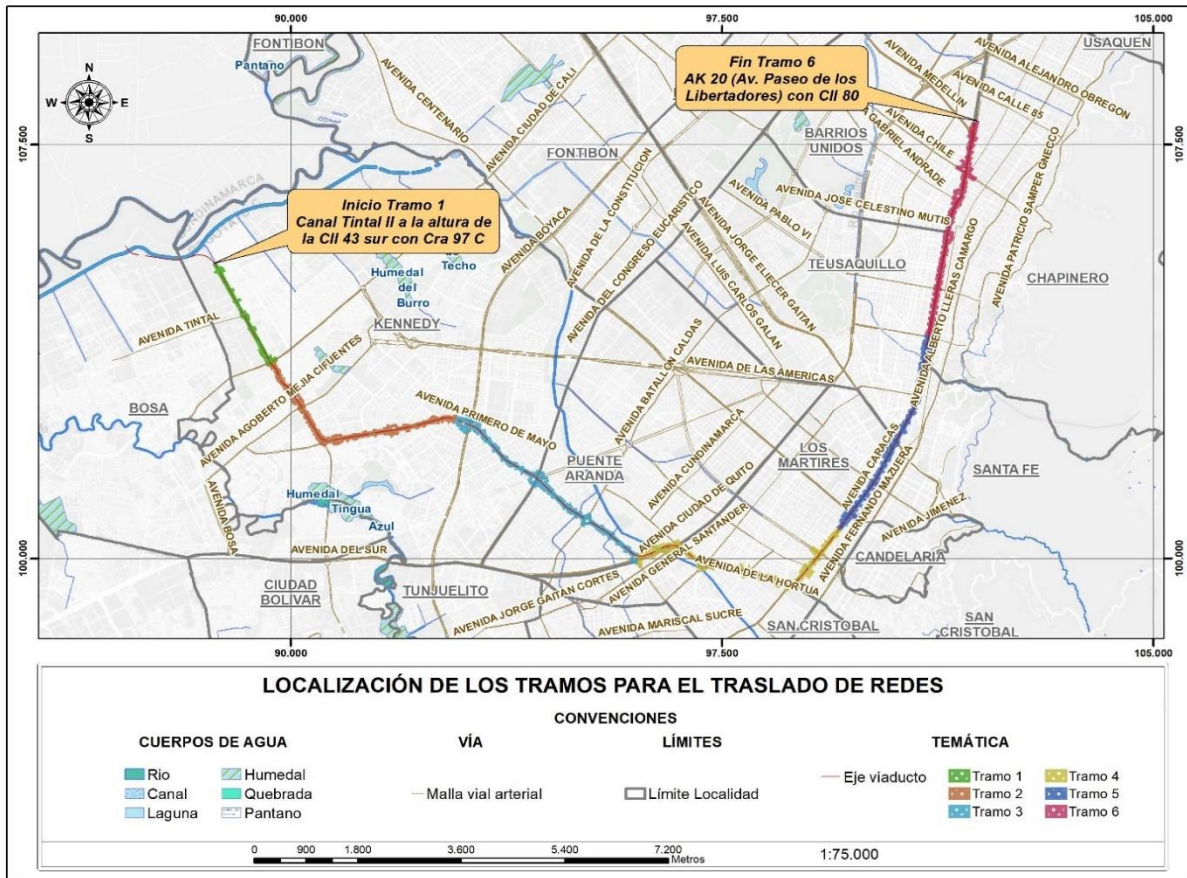 90.000
97.500
105.000
FONTIBON
Pantano
N
W
E
S
AVENIDA CENTENARIO
AVENIDA CIUDAD DE CALI
Fin Tramo 6
AK 20 (Av. Paseo de los
Libertadores) con Cll 80
USAQUEN
AVENIDA ALEJANDRO OBREGON
AVENIDA MEDELLIN
AVENIDA CALLE 85
AVENIDA CHILE
GABRIEL ANDRADE
BARRIOS
UNIDOS
107.500
107.500
FONTIBON
AVENIDA JOSE CELESTINO MUTIS
AVENIDA PABLO VI
AVENIDA PATRICIO SAMPER GNECCO
Inicio Tramo 1
Canal Tintal II a la altura de
la Cll 43 sur con Cra 97 C
AVENIDA BOYACA
AVENIDA DE LA CONSTITUCION
AVENIDA DEL CONGRESO EUCARISTICO
AVENIDA JORGE ELIECER GAITAN
AVENIDA LUIS CARLOS GALAN
TEUSAQUILLO
CHAPINERO
Techo
Humedal
del
Burro
KENNEDY
AVENIDA ALBERTO LLERAS CAMARGO
AVENIDA TINTAL
AVENIDA AGOBERTO MEJIA CIFUENTES
AVENIDA BATALLON CALDAS
AVENIDA DE LAS AMERICAS
BOSA
AVENIDA PRIMERO DE MAYO
PUENTE
ARANDA
AVENIDA CUNDINAMARCA
LOS
MARTIRES
AVENIDA CARACAS
AVENIDA FERNANDO MAZUERA
SANTA FE
Humedal
Tingua
Azul
AVENIDA BOSA
AVENIDA CIUDAD DE QUITO
AVENIDA GENERAL SANTANDER
AVENIDA JIMENEZ
CANDELARIA
100.000
100.000
AVENIDA DEL SUR
AVENIDA DE LA HORTUA
CIUDAD
BOLIVAR
TUNJUELITO
AVENIDA JORGE GAITAN CORTES
AVENIDA MARISCAL SUCRE
SAN CRISTOBAL
SAN
CRISTOBAL
90.000
97.500
105.000
LOCALIZACIÓN DE LOS TRAMOS PARA EL TRASLADO DE REDES
CONVENCIONES
CUERPOS DE AGUA
VÍA
LÍMITES
TEMÁTICA
Rio
Humedal
Canal
Quebrada
Laguna
Pantano
Malla vial arterial
Límite Localidad
Eje viaducto
Tramo 1
Tramo 4
Tramo 2
Tramo 5
Tramo 3
Tramo 6
0 900 1.800 3.600 5.400 7.200
Metros
1:75.000